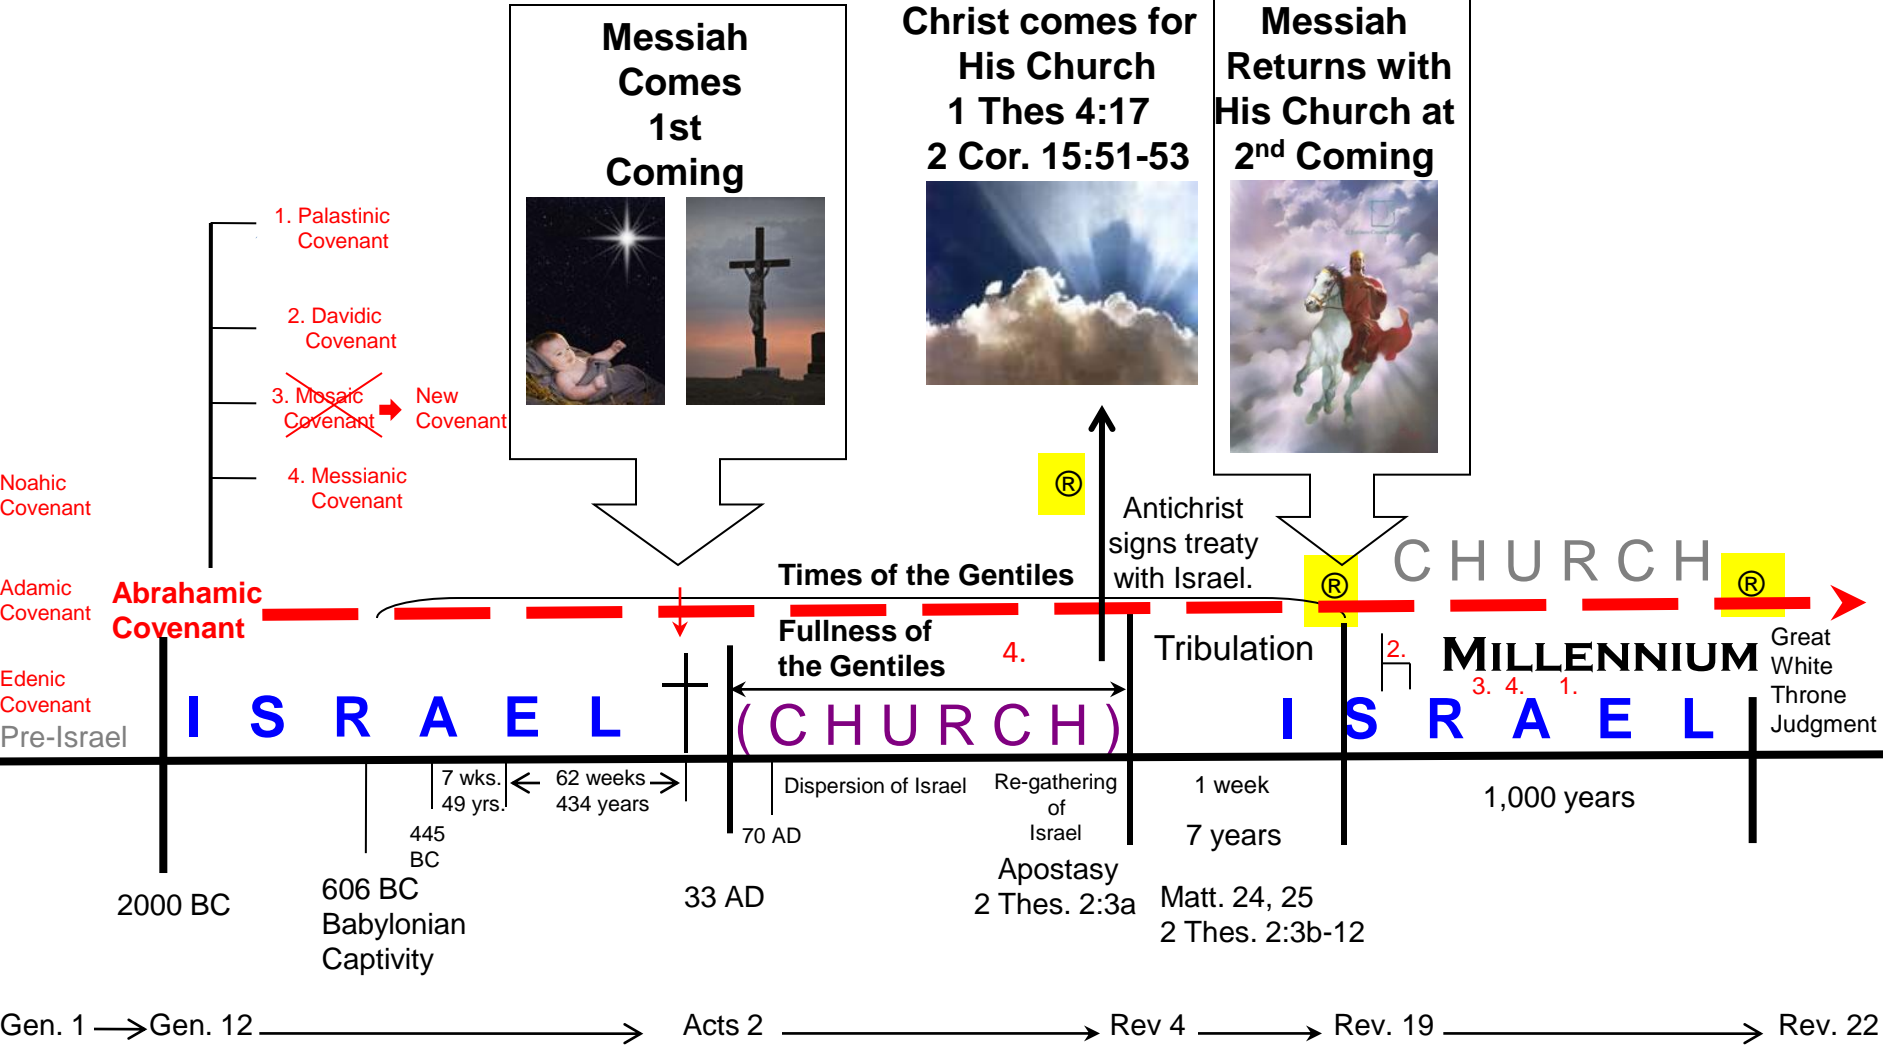 Messiah
Comes
1st
Coming
Christ comes for
His Church
1 Thes 4:17
2 Cor. 15:51-53
Messiah
Returns with
His Church at
2nd Coming
1. Palastinic
Covenant
2. Davidic
Covenant
3. Mosaic
Covenant
New
Covenant
4. Messianic
Covenant
Noahic
Covenant
Adamic
Covenant
Edenic
Covenant
Pre-Israel
Abrahamic
Covenant
®
Antichrist
signs treaty
with Israel.
Times of the Gentiles
®
CHURCH
®
Fullness of
the Gentiles
4.
Tribulation
2.
MILLENNIUM
3. 4. 1.
Great
White
Throne
Judgment
ISRAEL
(CHURCH)
ISRAEL
7 wks.
49 yrs.
62 weeks
434 years
Dispersion of Israel
Re-gathering
of
Israel
1 week
7 years
1,000 years
445
BC
70 AD
2000 BC
606 BC
Babylonian
Captivity
33 AD
Apostasy
2 Thes. 2:3a
Matt. 24, 25
2 Thes. 2:3b-12
Gen. 1 Gen. 12 Acts 2 Rev 4 Rev. 19 Rev. 22